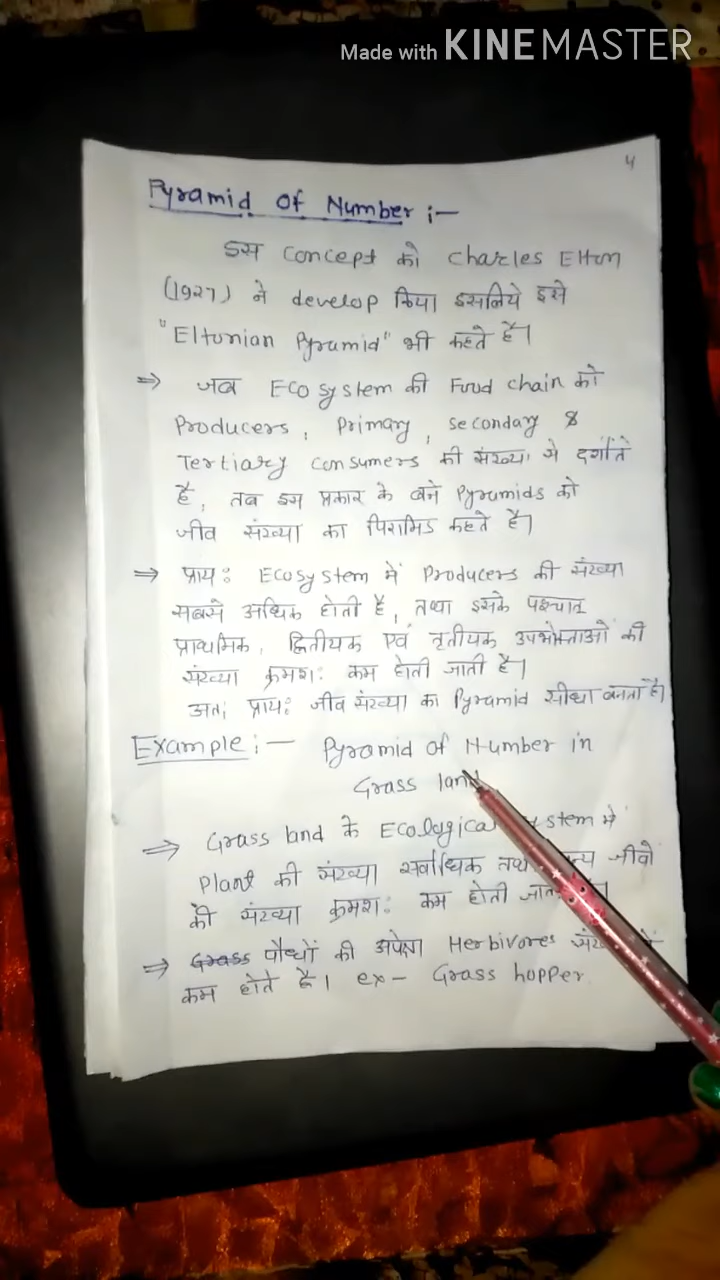 Made with KINEMASTER
4
Pyramid of Number :-
इस concept को Charles Elton
(1927) ने develop किया इसलिये इसे
"Eltonian Pyramid" भी कहते है।
⇒ जब Ecosystem की Food chain को
Producers, Primary, secondary &
Tertiary consumers की संख्या से दर्शाते
है, तब इस प्रकार के बने Pyramids को
जीव संख्या का पिरामिड कहते है।
⇒ प्रायः Ecosystem में Producers की संख्या
सबसे अधिक होती है, तथा इसके पश्चात
प्राथमिक, द्वितीयक एवं तृतीयक उपभोक्ताओं की
संख्या क्रमशः कम होती जाती है।
अतः प्रायः जीव संख्या का Pyramid सीधा बनता है।
Example :- Pyramid of Number in
Grass land
⇒ Grass land के Ecological में
Plant की संख्या सर्वाधिक जीवो
की संख्या क्रमशः कम होती
⇒ Grass पौधों की अपेक्षा Herbivores
कम होते है। ex- Grass hopper